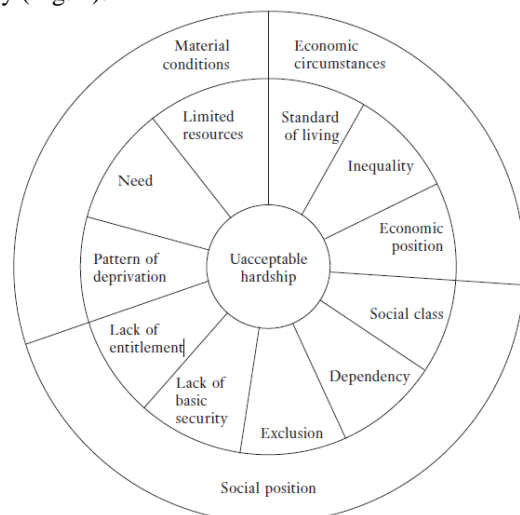 y (Fig. 1).
Material
conditions
Economic
circumstances
Limited
resources
Standard
of living
Inequality
Need
Economic
position
Pattern of
deprivation
Uacceptable
hardship
Social class
Lack of
entitlement
Dependency
Lack of
basic
security
Exclusion
Social position